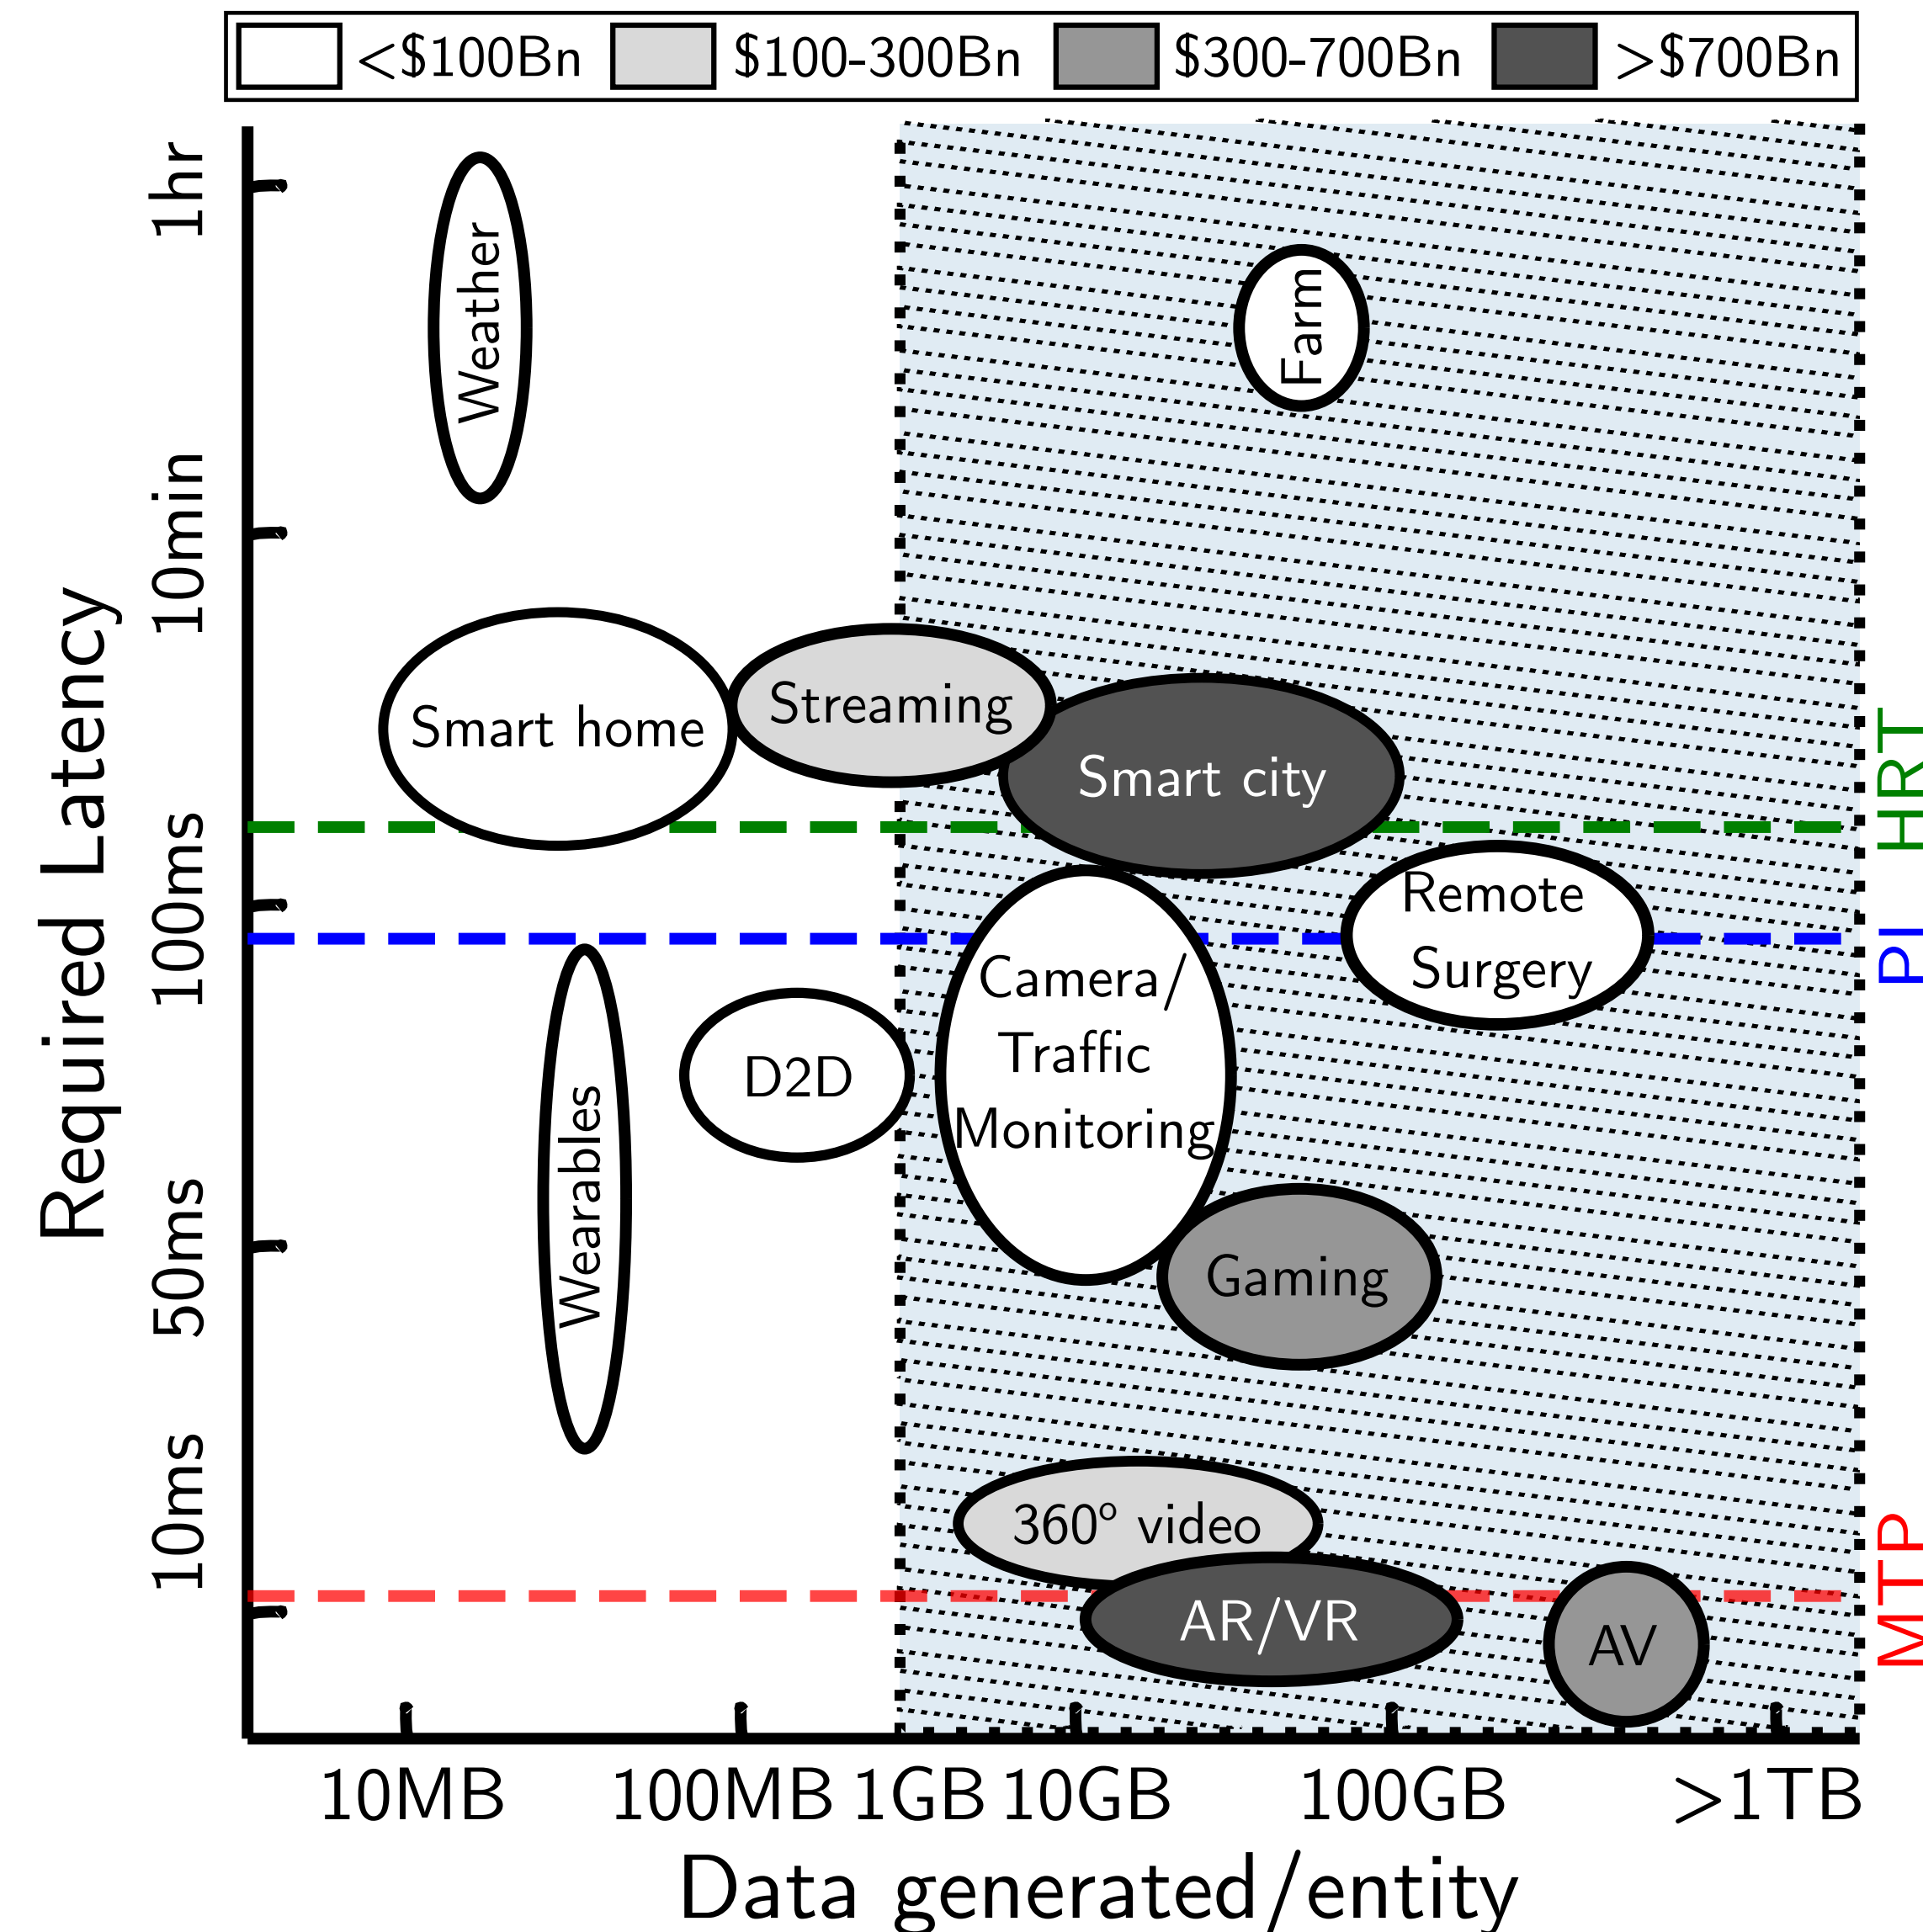 <$100Bn
$100-300Bn
$300-700Bn
>$700Bn
Required Latency
1hr
10min
100ms
50ms
10ms
Weather
Farm
Smart home
Streaming
Smart city
HRT
Remote
Surgery
PL
Camera/
Traffic
Monitoring
D2D
Wearables
Gaming
360º video
AR/VR
AV
MTP
10MB
100MB
1GB
10GB
100GB
>1TB
Data generated/entity